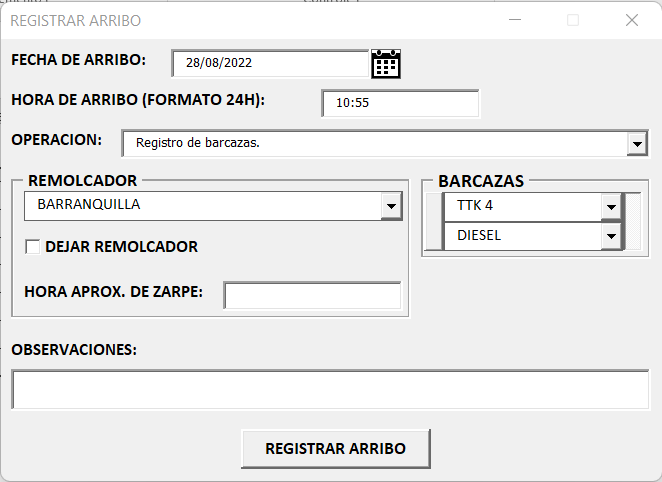 REGISTRAR ARRIBO
FECHA DE ARRIBO: 28/08/2022
HORA DE ARRIBO (FORMATO 24H): 10:55
OPERACION: Registro de barcazas.
REMOLCADOR
BARRANQUILLA
DEJAR REMOLCADOR
HORA APROX. DE ZARPE:
BARCAZAS
TTK 4
DIESEL
OBSERVACIONES:
REGISTRAR ARRIBO